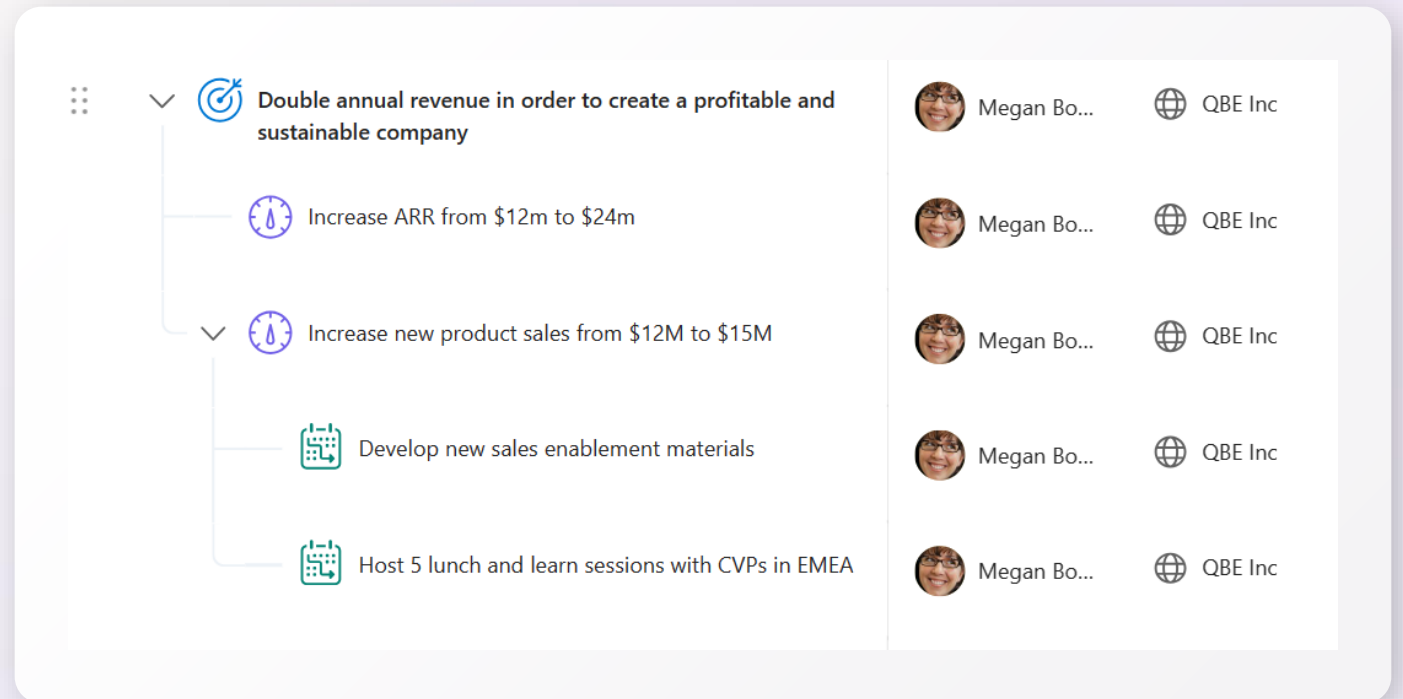 Double annual revenue in order to create a profitable and
sustainable company
Megan Bo...
QBE Inc
Increase ARR from $12m to $24m
Megan Bo...
QBE Inc
Increase new product sales from $12M to $15M
Megan Bo...
QBE Inc
Develop new sales enablement materials
Megan Bo...
QBE Inc
Host 5 lunch and learn sessions with CVPs in EMEA
Megan Bo...
QBE Inc